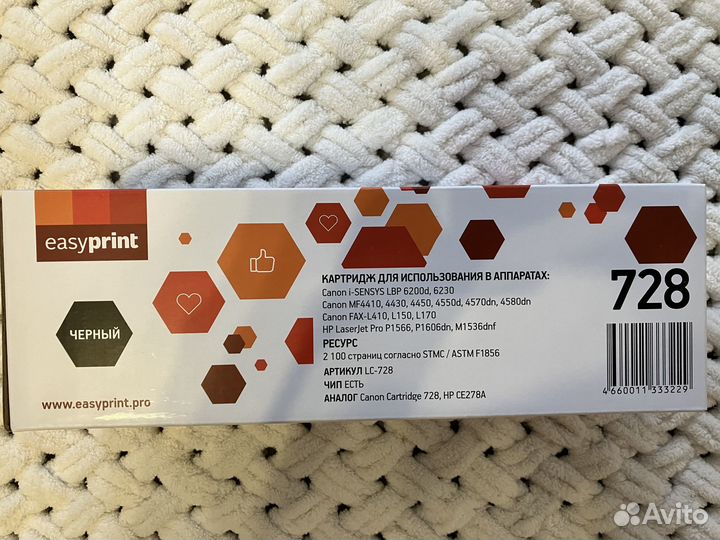 easyprint
ЧЕРНЫЙ
www.easyprint.pro
КАРТРИДЖ ДЛЯ ИСПОЛЬЗОВАНИЯ В АППАРАТАХ:
Canon i-SENSYS LBP 6200d, 6230
Canon MF4410, 4430, 4450, 4550d, 4570dn, 4580dn
Canon FAX-L410, L150, L170
HP LaserJet Pro P1566, P1606dn, M1536dnf
РЕСУРС
2 100 страниц согласно STMC / ASTM F1856
АРТИКУЛ LC-728
ЧИП ЕСТЬ
АНАЛОГ Canon Cartridge 728, HP CE278A
728
4 660011 333229
Avito